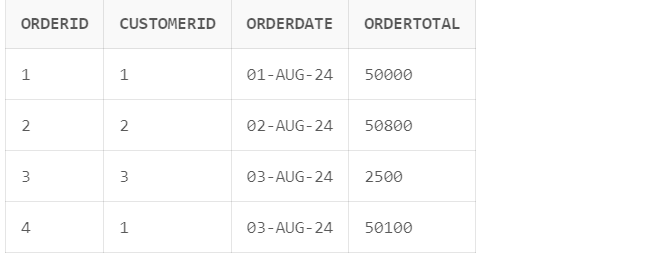 ORDERID CUSTOMERID ORDERDATE ORDERTOTAL
1 1 01-AUG-24 50000
2 2 02-AUG-24 50800
3 3 03-AUG-24 2500
4 1 03-AUG-24 50100